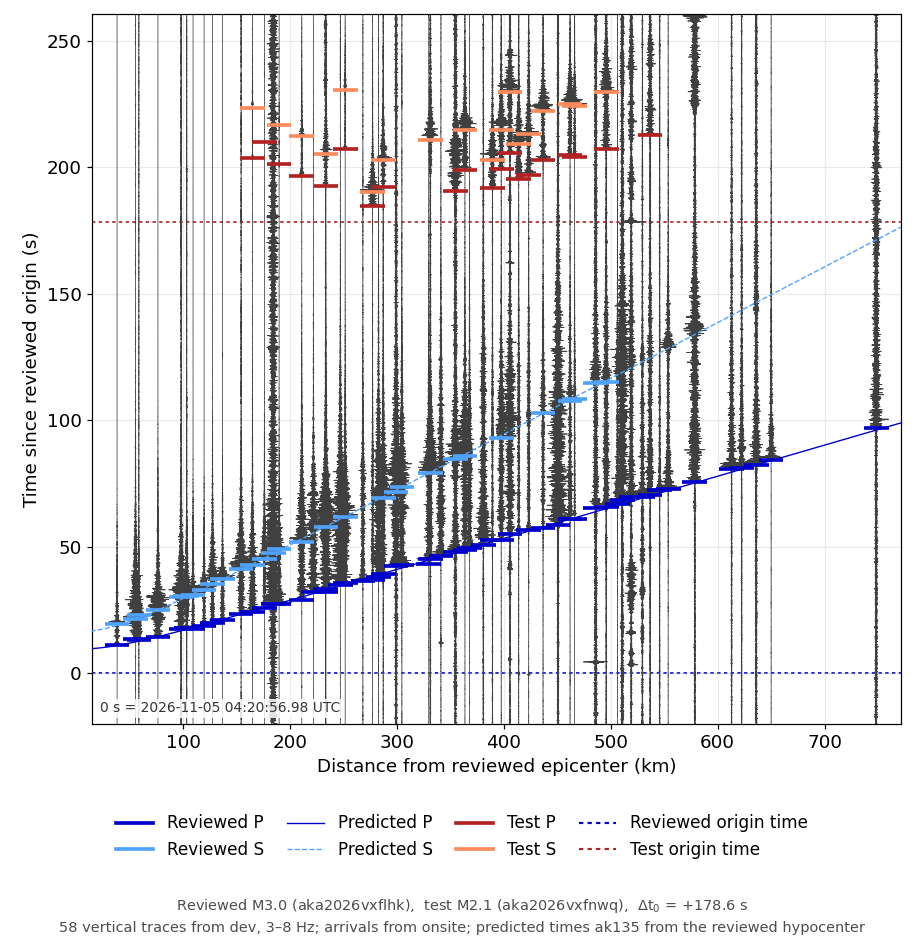 250
200
150
100
50
0
Time since reviewed origin (s)
0 s = 2026-11-05 04:20:56.98 UTC
100 200 300 400 500 600 700
Distance from reviewed epicenter (km)
Reviewed P Predicted P Test P Reviewed origin time
Reviewed S Predicted S Test S Test origin time
Reviewed M3.0 (aka2026vxflhk), test M2.1 (aka2026vxfnwq), Δt₀ = +178.6 s
58 vertical traces from dev, 3–8 Hz; arrivals from onsite; predicted times ak135 from the reviewed hypocenter